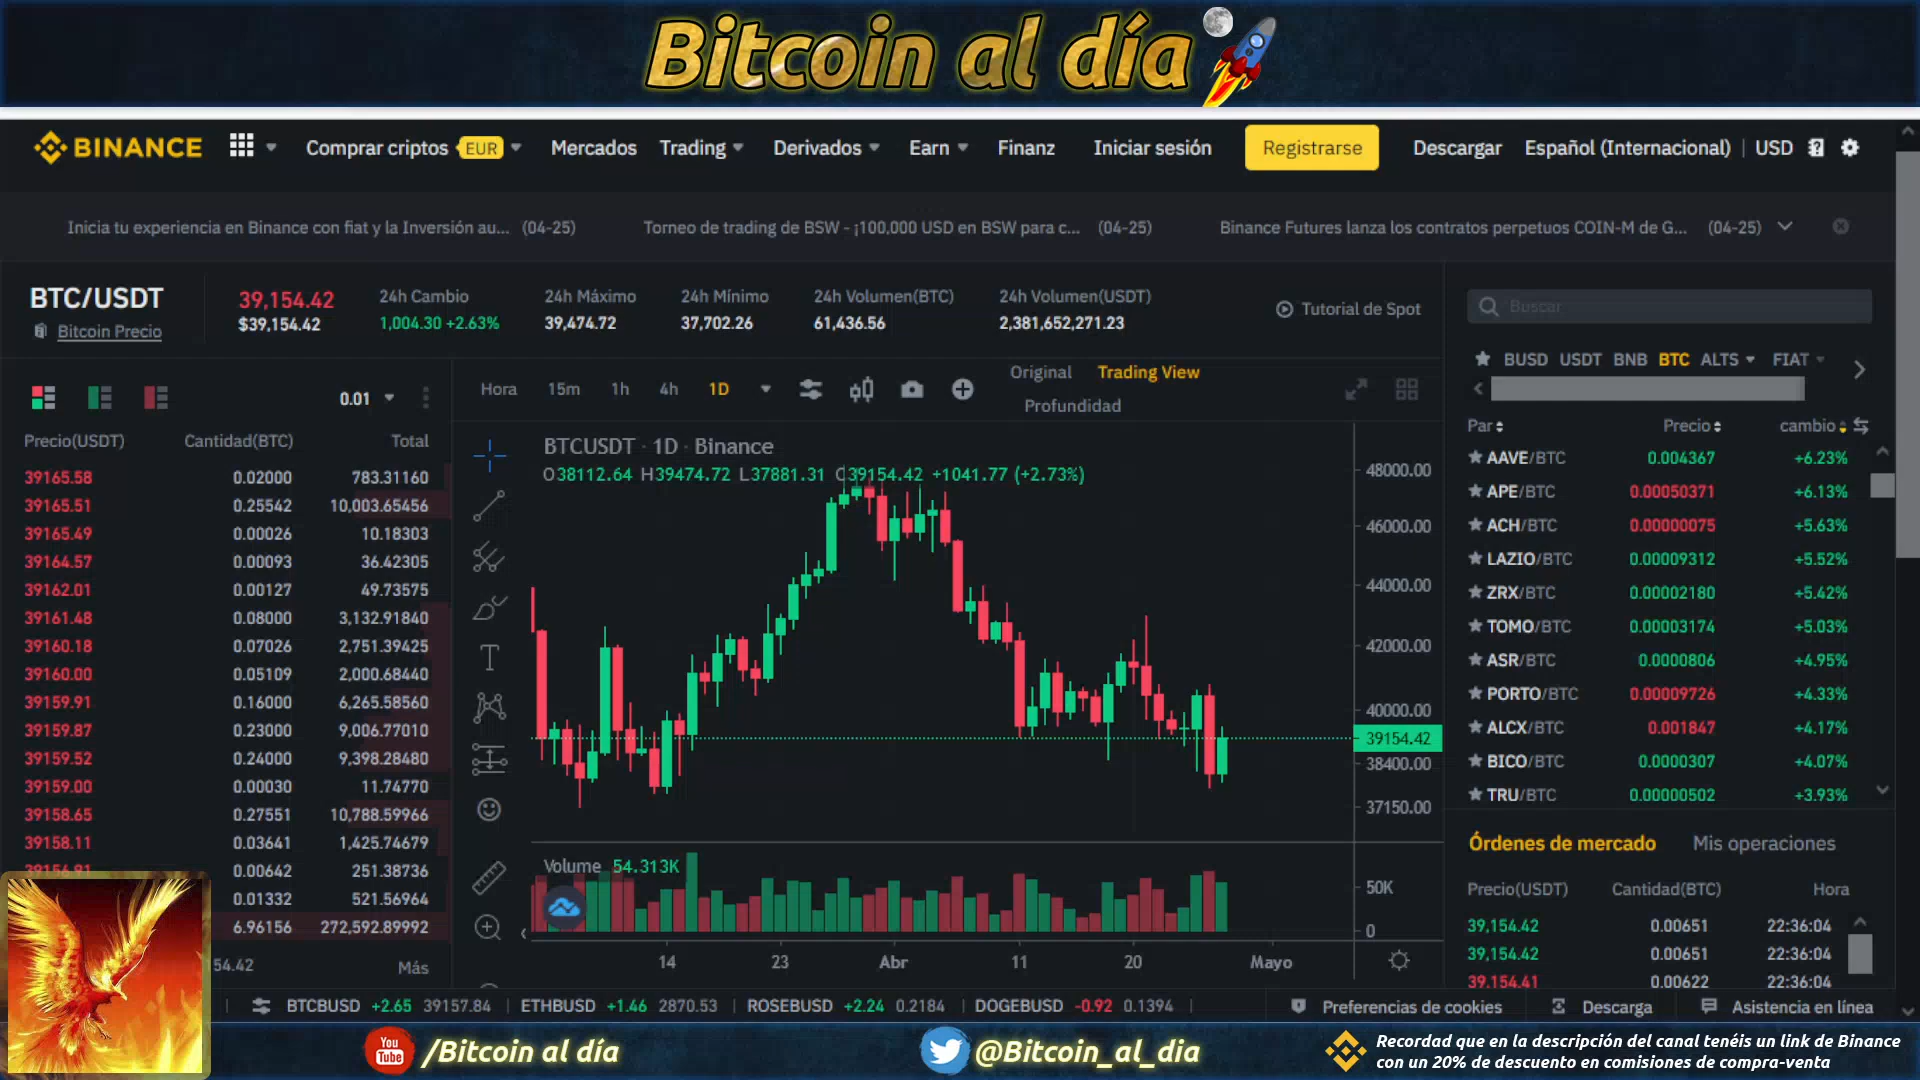 Bitcoin al día
BINANCE
Comprar criptos EUR
Mercados
Trading
Derivados
Earn
Finanz
Iniciar sesión
Registrarse
Descargar
Español (Internacional)
USD
Inicia tu experiencia en Binance con fiat y la Inversión au... (04-25)
Torneo de trading de BSW - ¡100,000 USD en BSW para c... (04-25)
Binance Futures lanza los contratos perpetuos COIN-M de G... (04-25)
BTC/USDT
Bitcoin Precio
39,154.42
$39,154.42
24h Cambio
1,004.30 +2.63%
24h Máximo
39,474.72
24h Mínimo
37,702.26
24h Volumen(BTC)
61,436.56
24h Volumen(USDT)
2,381,652,271.23
Tutorial de Spot
0.01
Precio(USDT) Cantidad(BTC) Total
39165.58 0.02000 783.31160
39165.51 0.25542 10,003.65456
39165.49 0.00026 10.18303
39164.57 0.00093 36.42305
39162.01 0.00127 49.73575
39161.48 0.08000 3,132.91840
39160.18 0.07026 2,751.39425
39160.00 0.05109 2,000.68440
39159.91 0.16000 6,265.58560
39159.87 0.23000 9,006.77010
39159.52 0.24000 9,398.28480
39159.00 0.00030 11.74770
39158.65 0.27551 10,788.59966
39158.11 0.03641 1,425.74679
39156.91 0.00642 251.38736
0.01332 521.56964
6.96156 272,592.89992
54.42 Más
Hora 15m 1h 4h 1D
Original Trading View
Profundidad
BTCUSDT · 1D · Binance
O38112.64 H39474.72 L37881.31 C39154.42 +1041.77 (+2.73%)
48000.00
46000.00
44000.00
42000.00
40000.00
39154.42
38400.00
37150.00
Volume 54.313K
50K
0
14 23 Abr 11 20 Mayo
Buscar
BUSD USDT BNB BTC ALTS FIAT
Par Precio cambio
AAVE/BTC 0.004367 +6.23%
APE/BTC 0.00050371 +6.13%
ACH/BTC 0.00000075 +5.63%
LAZIO/BTC 0.00009312 +5.52%
ZRX/BTC 0.00002180 +5.42%
TOMO/BTC 0.00003174 +5.03%
ASR/BTC 0.0000806 +4.95%
PORTO/BTC 0.00009726 +4.33%
ALCX/BTC 0.001847 +4.17%
BICO/BTC 0.0000307 +4.07%
TRU/BTC 0.00000502 +3.93%
Órdenes de mercado Mis operaciones
Precio(USDT) Cantidad(BTC) Hora
39,154.42 0.00651 22:36:04
39,154.42 0.00651 22:36:04
39,154.41 0.00622 22:36:04
BTCBUSD +2.65 39157.84
ETHBUSD +1.46 2870.53
ROSEBUSD +2.24 0.2184
DOGEBUSD -0.92 0.1394
Preferencias de cookies
Descarga
Asistencia en línea
You Tube
/Bitcoin al día
@Bitcoin_al_dia
Recordad que en la descripción del canal tenéis un link de Binance
con un 20% de descuento en comisiones de compra-venta